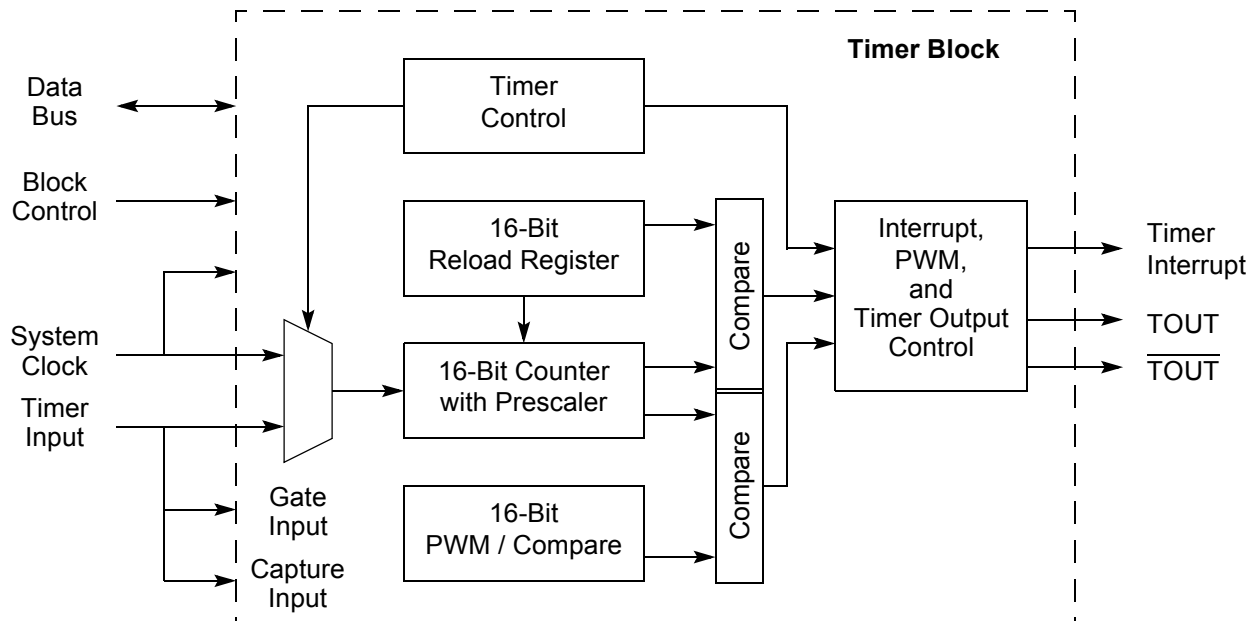 Timer Block
Data
Bus
Block
Control
System
Clock
Timer
Input
Gate
Input
Capture
Input
Timer
Control
16-Bit
Reload Register
16-Bit Counter
with Prescaler
16-Bit
PWM / Compare
Compare
Compare
Interrupt,
PWM,
and
Timer Output
Control
Timer
Interrupt
TOUT
TOUT